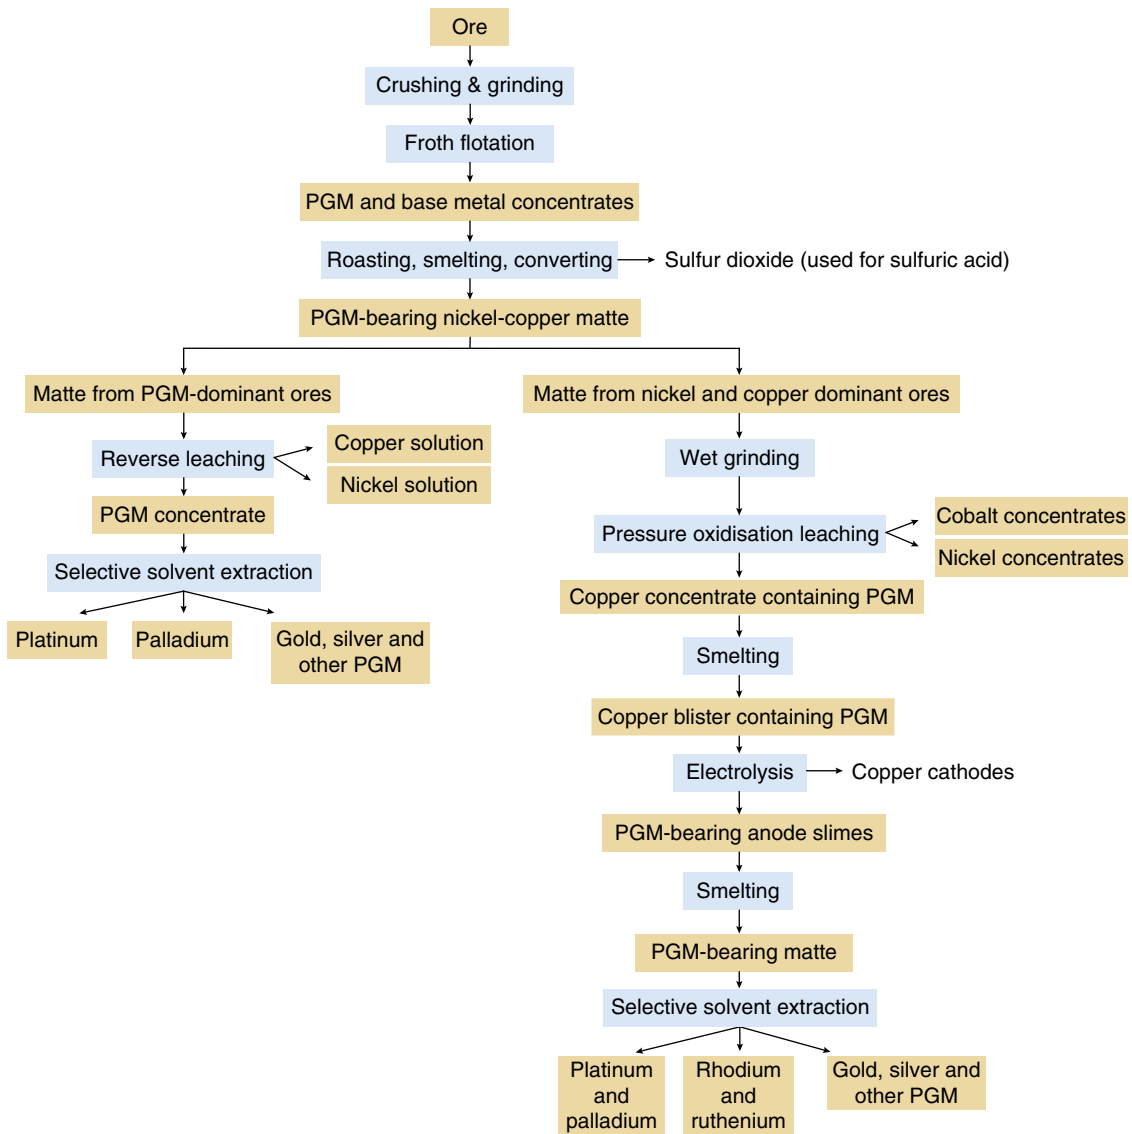 Ore
Crushing & grinding
Froth flotation
PGM and base metal concentrates
Roasting, smelting, converting
Sulfur dioxide (used for sulfuric acid)
PGM-bearing nickel-copper matte
Matte from PGM-dominant ores
Reverse leaching
Copper solution
Nickel solution
PGM concentrate
Selective solvent extraction
Platinum
Palladium
Gold, silver and
other PGM
Matte from nickel and copper dominant ores
Wet grinding
Pressure oxidisation leaching
Cobalt concentrates
Nickel concentrates
Copper concentrate containing PGM
Smelting
Copper blister containing PGM
Electrolysis
Copper cathodes
PGM-bearing anode slimes
Smelting
PGM-bearing matte
Selective solvent extraction
Platinum
and
palladium
Rhodium
and
ruthenium
Gold, silver and
other PGM